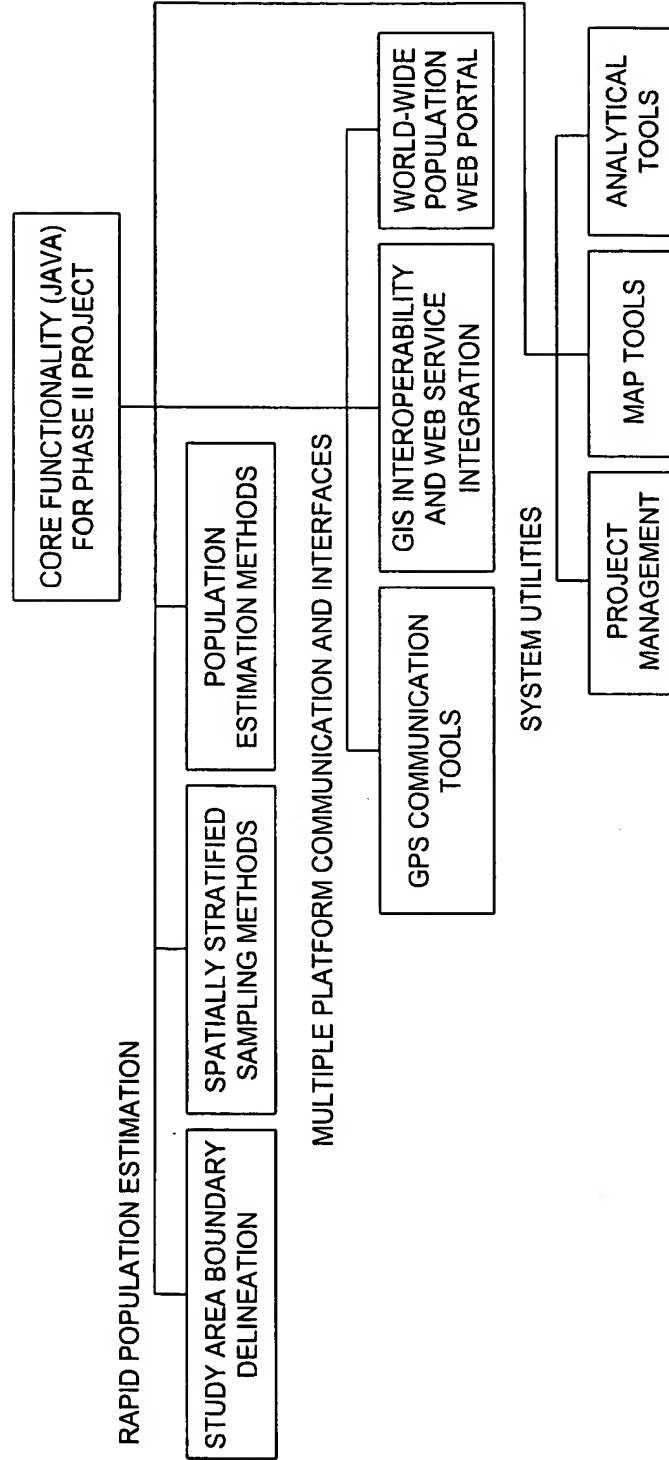 CORE FUNCTIONALITY (JAVA)
FOR PHASE II PROJECT
RAPID POPULATION ESTIMATION
STUDY AREA BOUNDARY
DELINEATION
SPATIALLY STRATIFIED
SAMPLING METHODS
POPULATION
ESTIMATION METHODS
MULTIPLE PLATFORM COMMUNICATION AND INTERFACES
GPS COMMUNICATION
TOOLS
GIS INTEROPERABILITY
AND WEB SERVICE
INTEGRATION
WORLD-WIDE
POPULATION
WEB PORTAL
SYSTEM UTILITIES
PROJECT
MANAGEMENT
MAP TOOLS
ANALYTICAL
TOOLS